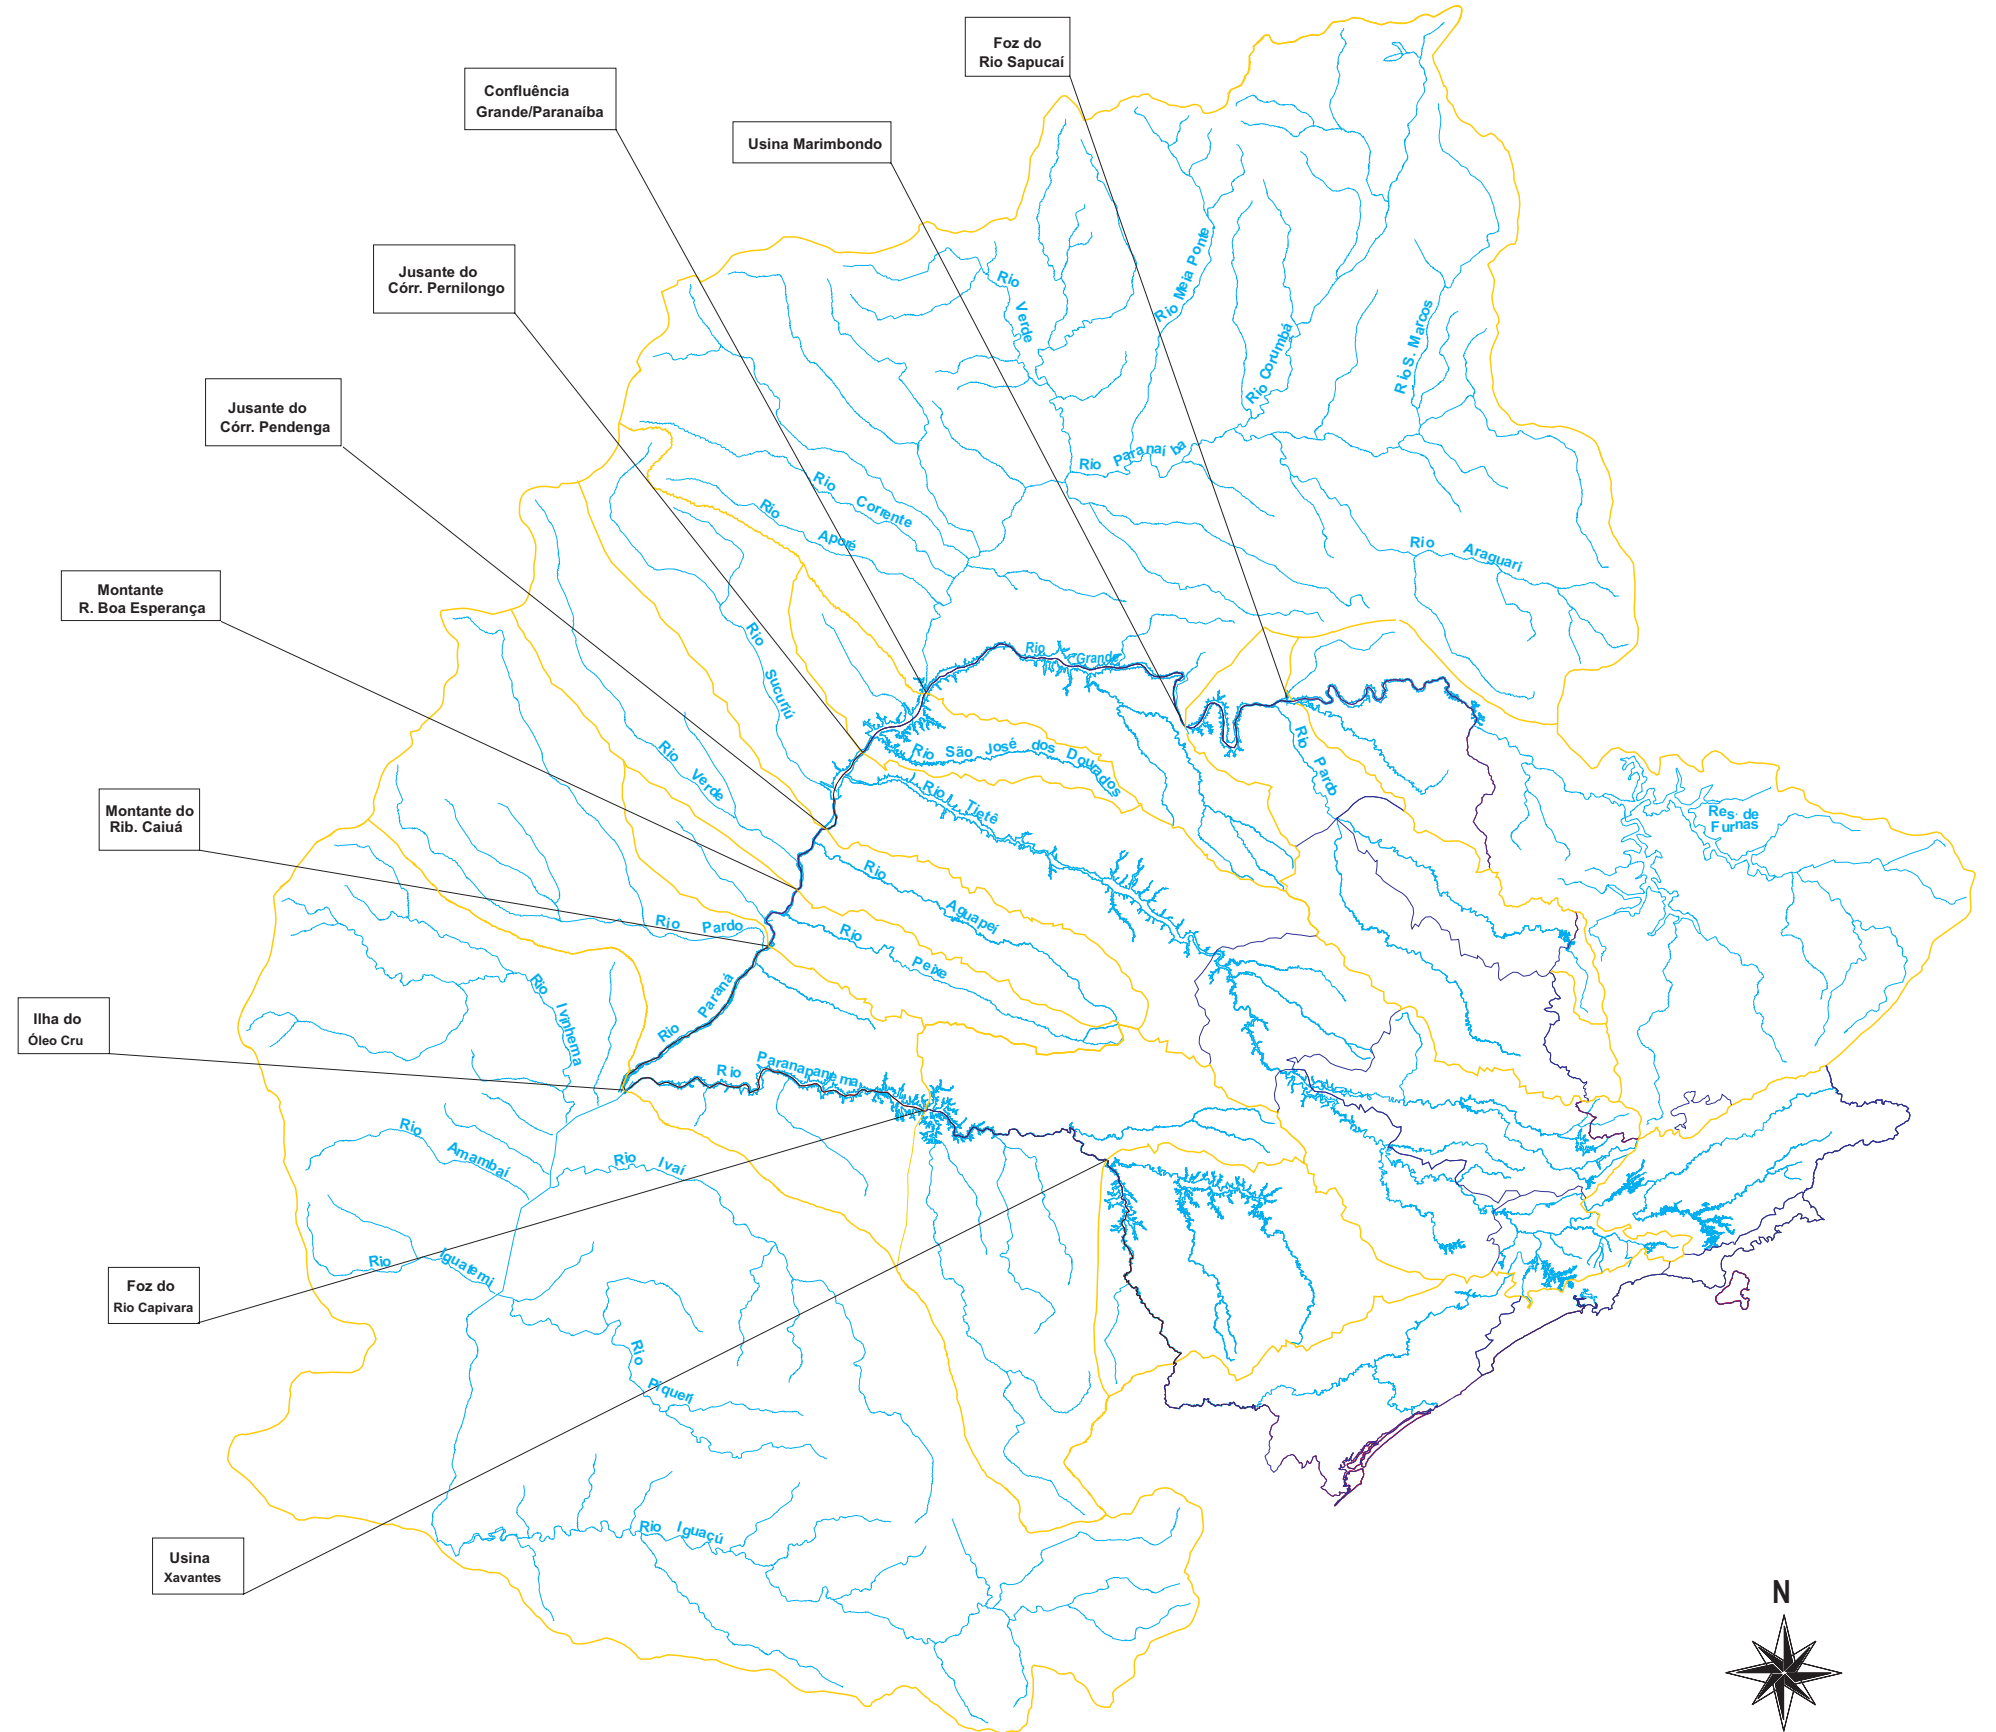 Foz do
Rio Sapucaí
Confluência
Grande/Paranaíba
Usina Marimbondo
Jusante do
Córr. Pernilongo
Jusante do
Córr. Pendenga
Montante
R. Boa Esperança
Montante do
Rib. Caiuá
Ilha do
Óleo Cru
Foz do
Rio Capivara
Usina
Xavantes
Rio Verde
Rio Meia Ponte
Rio Corumbá
Rio S. Marcos
Rio Paranaíba
Rio Corrente
Rio Aporé
Rio Araguari
Rio Sucuriú
Rio Grande
Rio São José dos Dourados
Rio Pardo
Rio Verde
Rio Tietê
Res. de
Furnas
Rio Aguapeí
Rio Pardo
Rio Peixe
Rio Ivinhema
Rio Paraná
Rio Paranapanema
Rio Amambaí
Rio Ivaí
Rio Iguatemi
Rio Piqueri
Rio Iguaçú
N